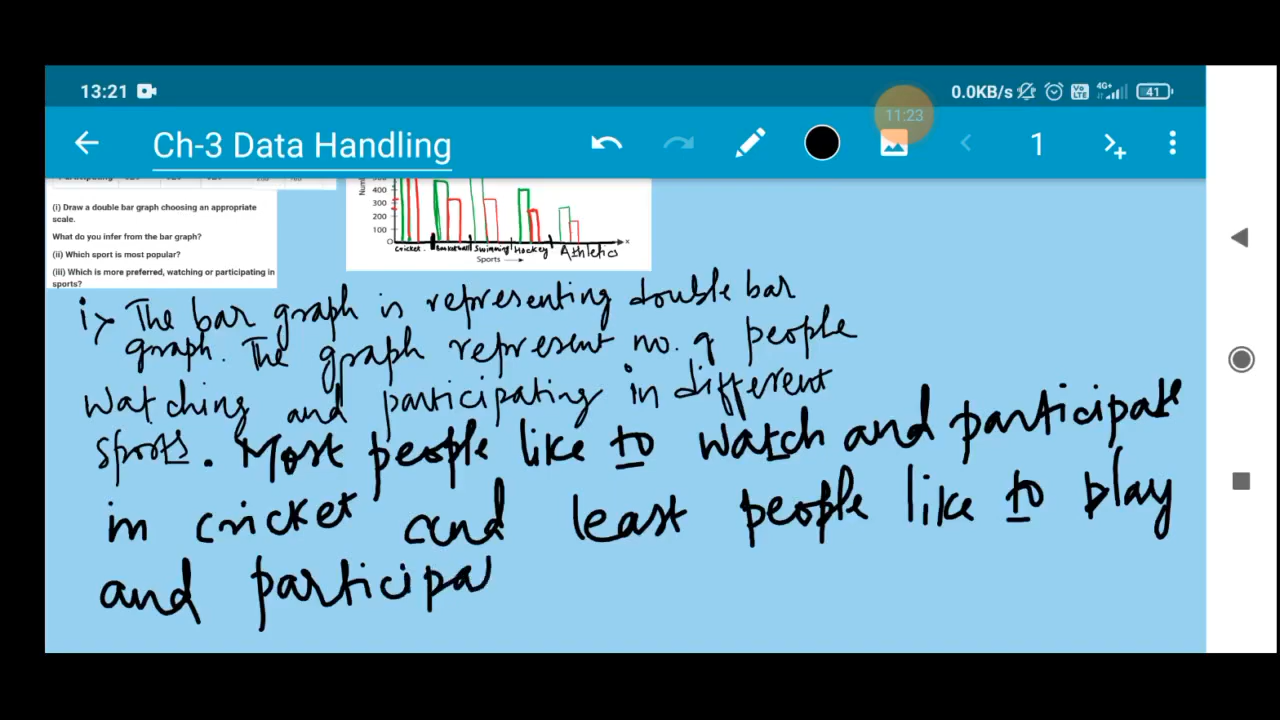 13:21
0.0KB/s
4G+
Vo LTE
41
11:23
Ch-3 Data Handling
1
(i) Draw a double bar graph choosing an appropriate
scale.
What do you infer from the bar graph?
(ii) Which sport is most popular?
(iii) Which is more preferred, watching or participating in
sports?
400
300
200
100
0
x
Cricket Basketball Swimming Hockey Athletics
Sports
i> The bar graph is representing double bar
graph. The graph represent no. of people
watching and participating in different
sports. Most people like to watch and participate
in cricket and least people like to play
and participa